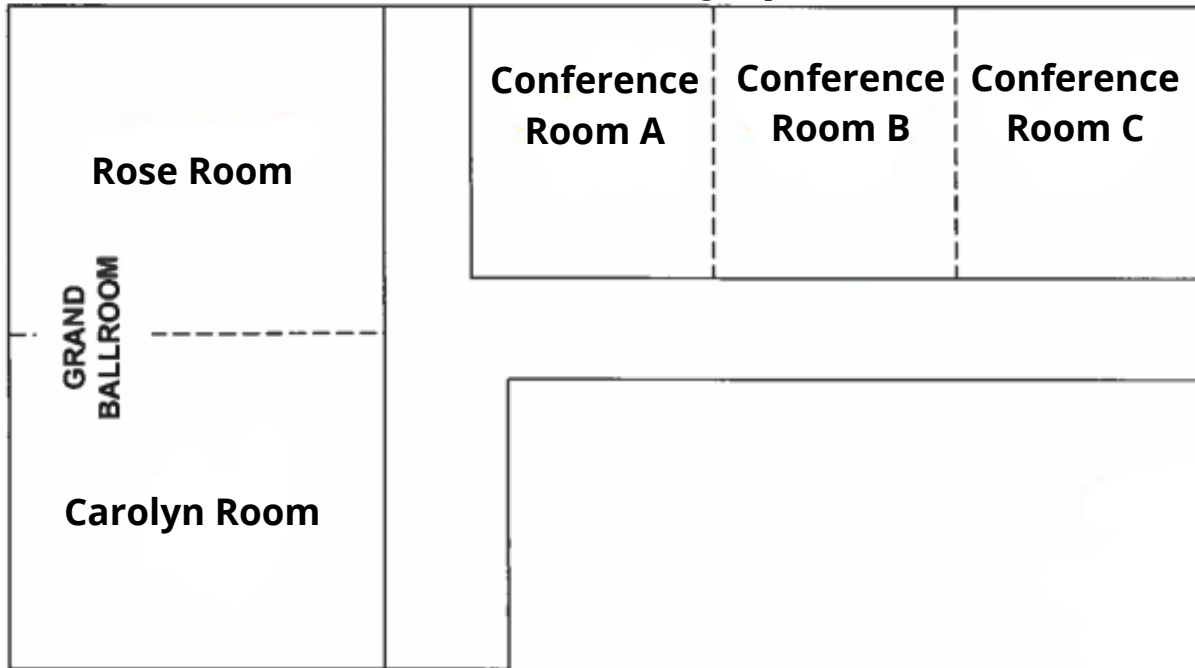 Conference
Room A
Conference
Room B
Conference
Room C
Rose Room
GRAND
BALLROOM
Carolyn Room